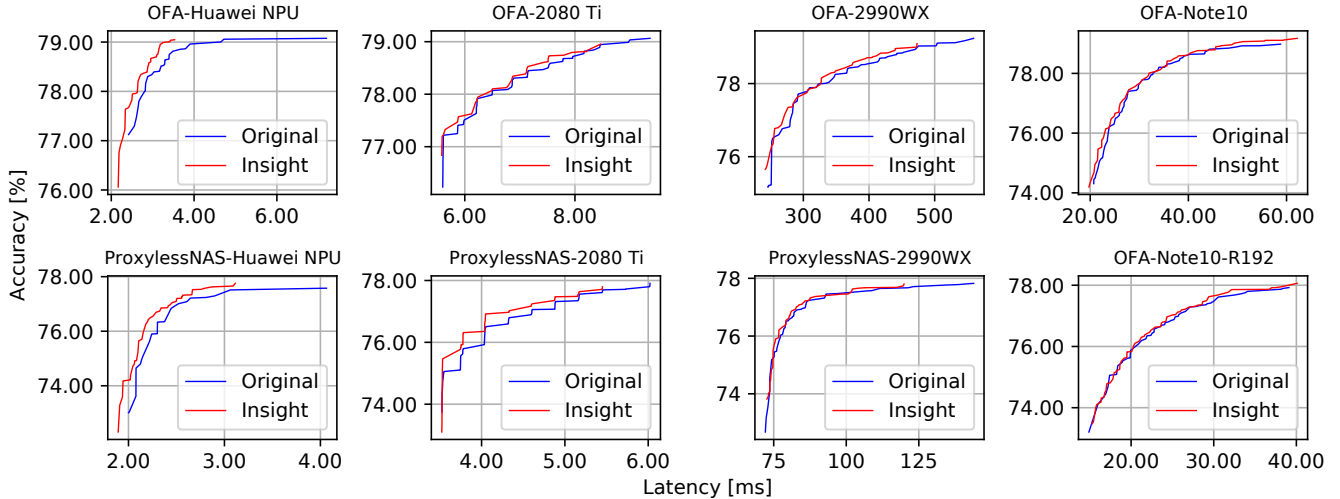 OFA-Huawei NPU
79.00
78.00
77.00
76.00
2.00 4.00 6.00
Original
Insight
OFA-2080 Ti
79.00
78.00
77.00
6.00 8.00
Original
Insight
OFA-2990WX
78
76
300 400 500
Original
Insight
OFA-Note10
78.00
76.00
74.00
20.00 40.00 60.00
Original
Insight
Accuracy [%]
ProxylessNAS-Huawei NPU
78.00
76.00
74.00
2.00 3.00 4.00
Original
Insight
ProxylessNAS-2080 Ti
78.00
77.00
76.00
75.00
74.00
4.00 5.00 6.00
Original
Insight
ProxylessNAS-2990WX
78
76
74
75 100 125
Original
Insight
OFA-Note10-R192
78.00
76.00
74.00
20.00 30.00 40.00
Original
Insight
Latency [ms]